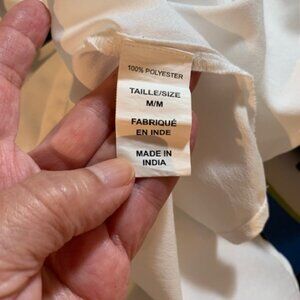 100% POLYESTER
TAILLE/SIZE
M/M
FABRIQUÉ
EN INDE
MADE IN
INDIA